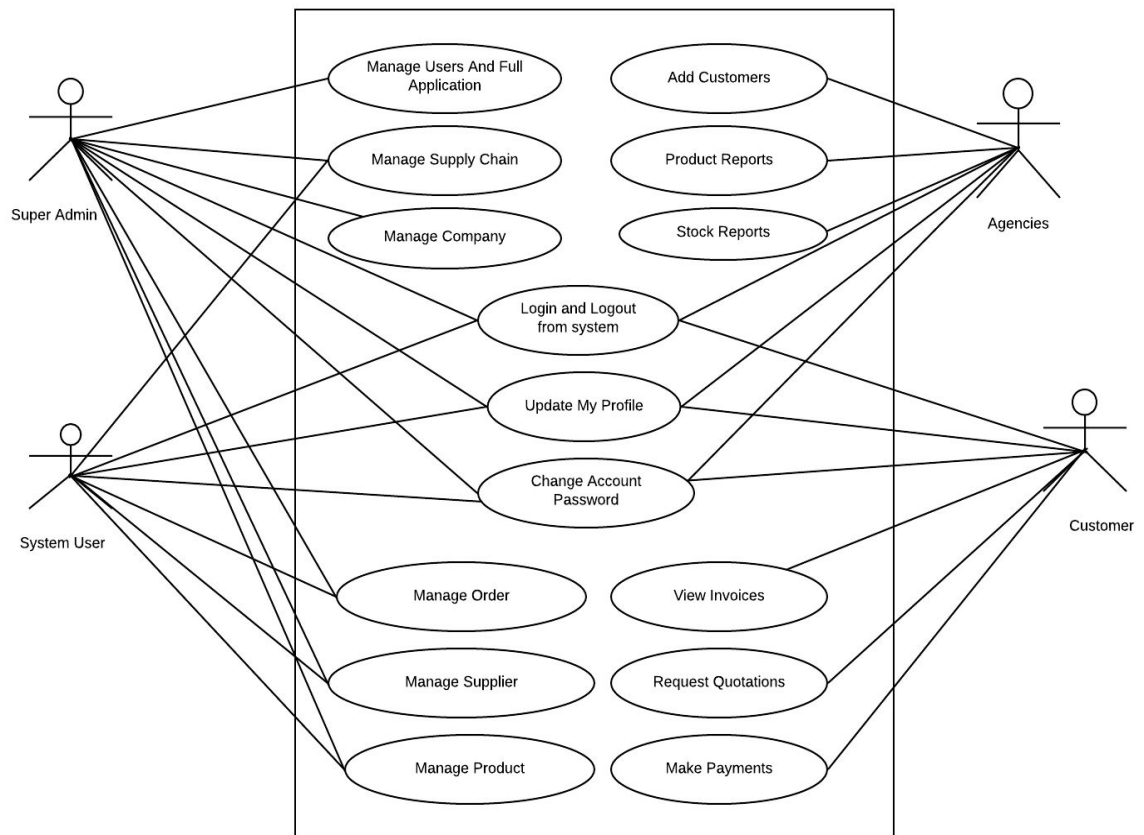 Manage Users And Full
Application
Add Customers
Manage Supply Chain
Product Reports
Super Admin
Agencies
Manage Company
Stock Reports
Login and Logout
from system
Update My Profile
Change Account
Password
System User
Customer
Manage Order
View Invoices
Manage Supplier
Request Quotations
Manage Product
Make Payments